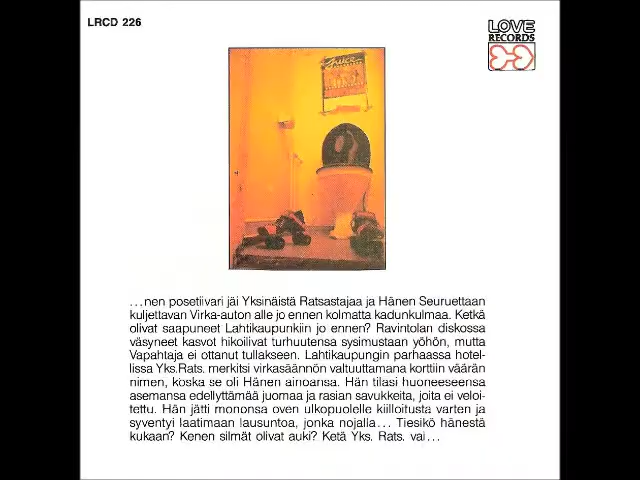 LRCD 226
LOVE
RECORDS
Juice
...nen posetiivari jäi Yksinäistä Ratsastajaa ja Hänen Seuruettaan
kuljettavan Virka-auton alle jo ennen kolmatta kadunkulmaa. Ketkä
olivat saapuneet Lahtikaupunkiin jo ennen? Ravintolan diskossa
väsyneet kasvot hikoilivat turhuutensa sysimustaan yöhön, mutta
Vapahtaja ei ottanut tullakseen. Lahtikaupungin parhaassa hotel-
lissa Yks.Rats. merkitsi virkasäännön valtuuttamana korttiin väärän
nimen, koska se oli Hänen ainoansa. Hän tilasi huoneeseensa
asemansa edellyttämää juomaa ja rasian savukkeita, joita ei veloi-
tettu. Hän jätti mononsa oven ulkopuolelle kiilloitusta varten ja
syventyi laatimaan lausuntoa, jonka nojalla... Tiesikö hänestä
kukaan? Kenen silmät olivat auki? Ketä Yks. Rats. vai...